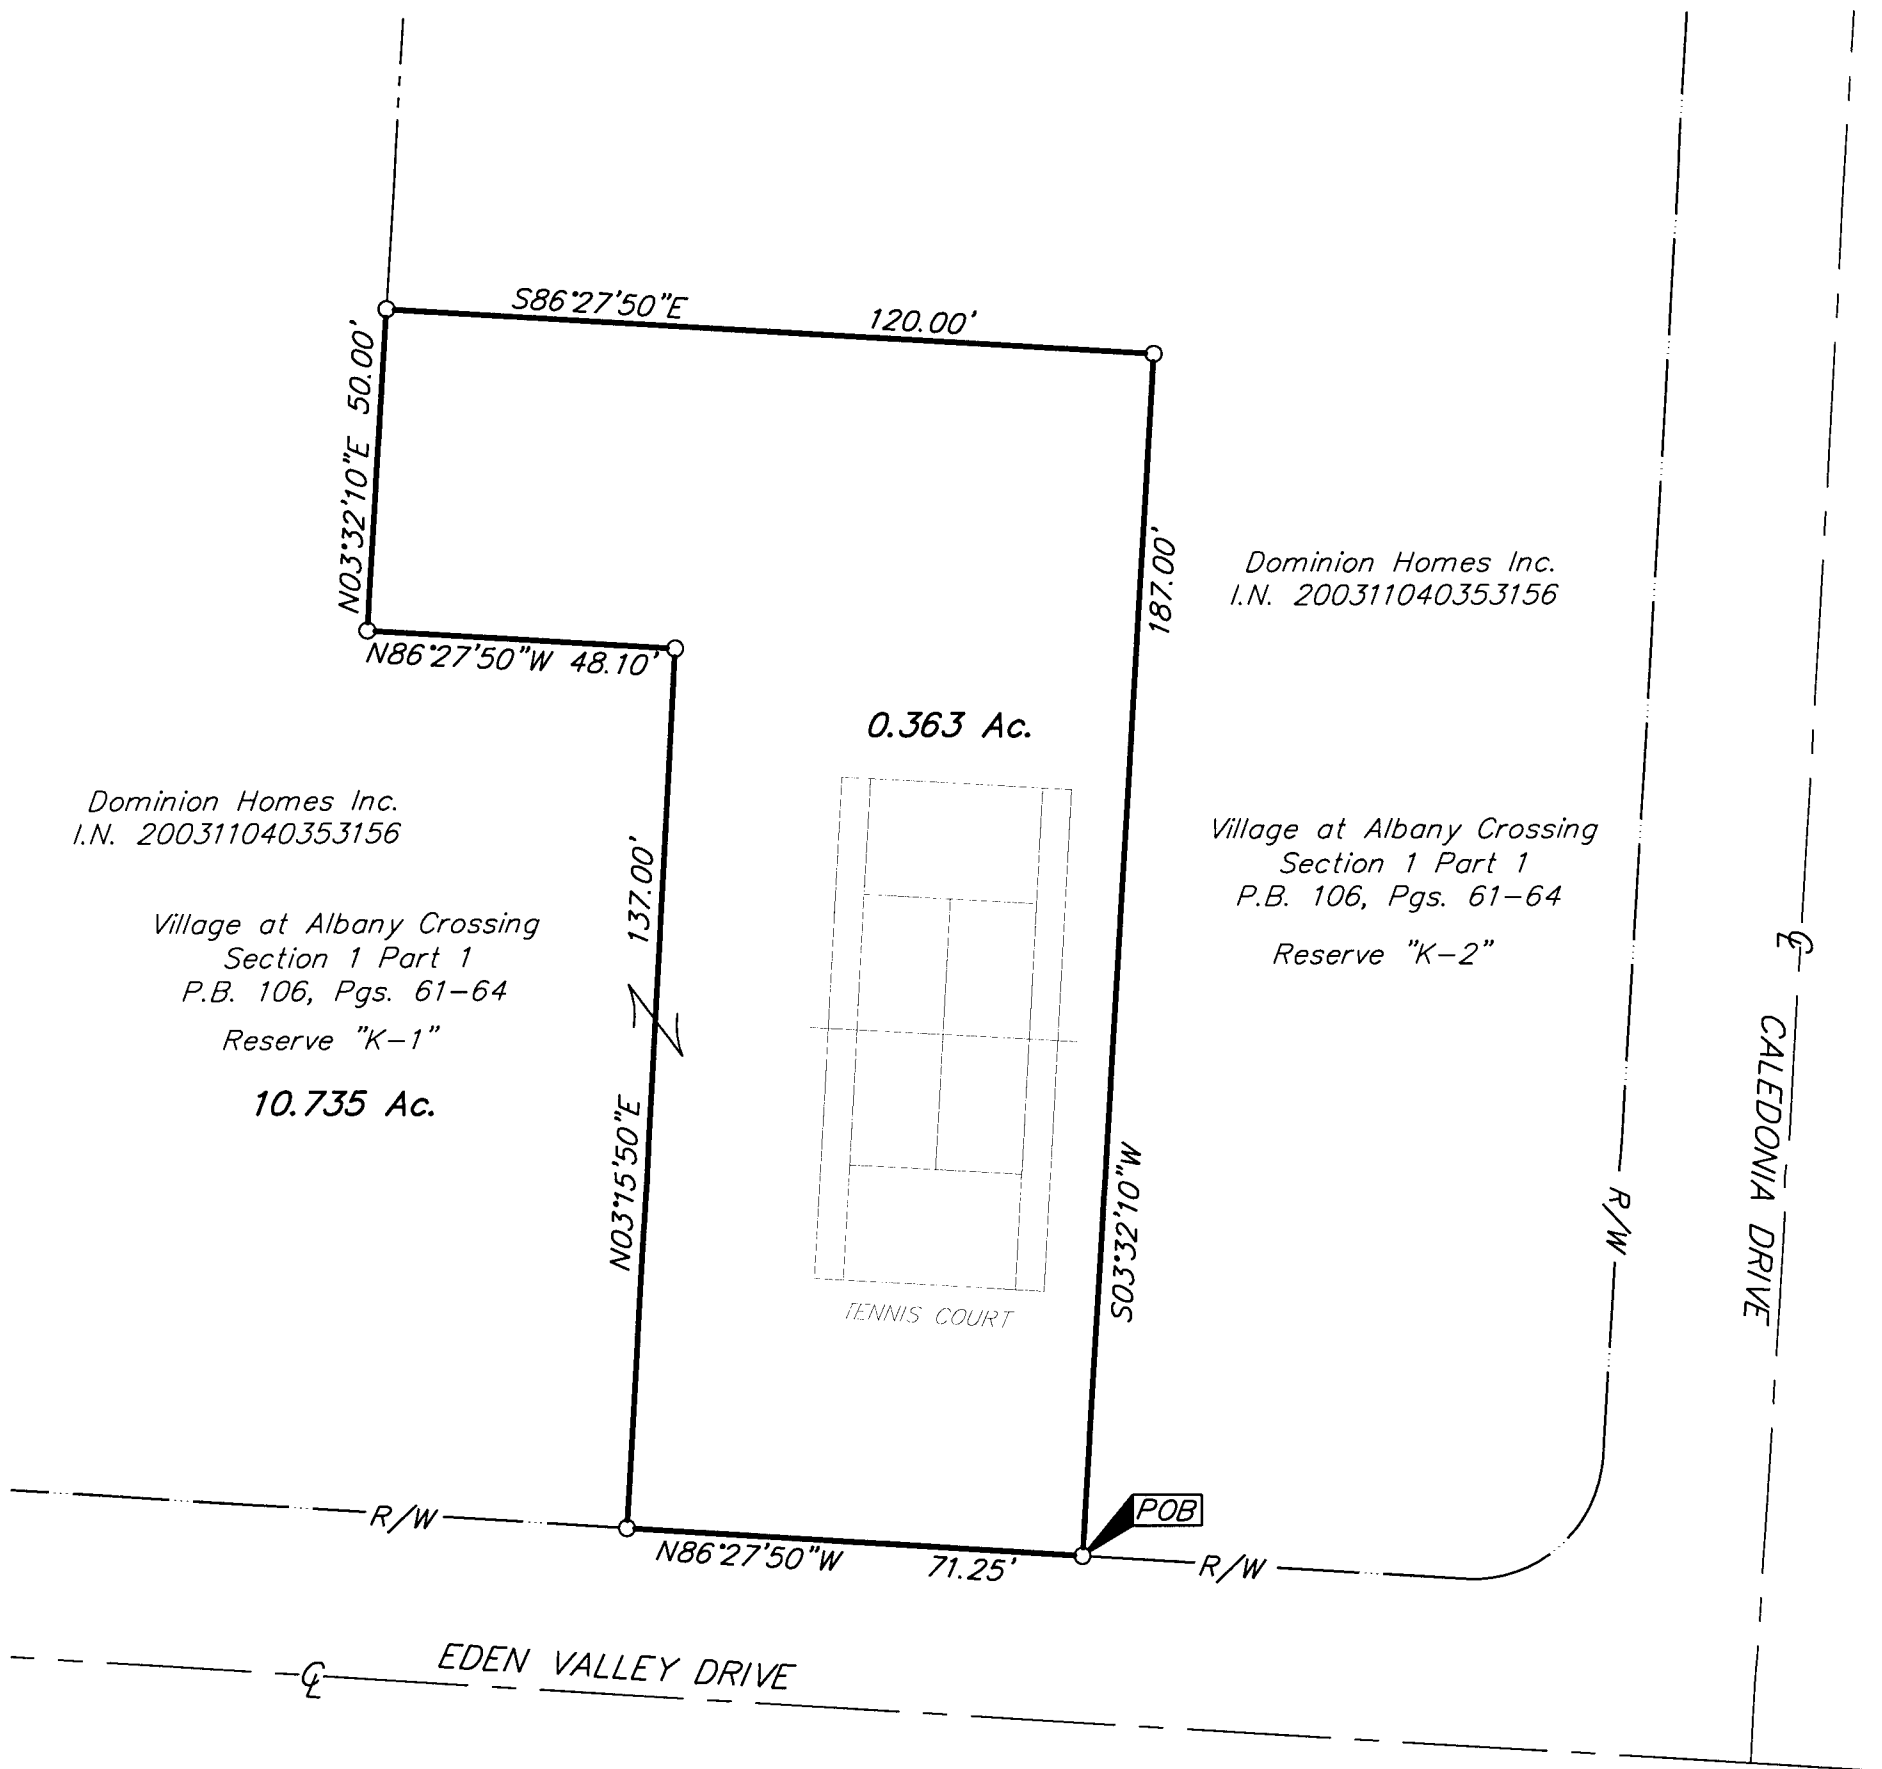 S86°27'50"E 120.00'
N03°32'10"E 50.00'
N86°27'50"W 48.10'
187.00'
Dominion Homes Inc.
I.N. 200311040353156
0.363 Ac.
Dominion Homes Inc.
I.N. 200311040353156
137.00'
Village at Albany Crossing
Section 1 Part 1
P.B. 106, Pgs. 61-64
Reserve "K-2"
Village at Albany Crossing
Section 1 Part 1
P.B. 106, Pgs. 61-64
Reserve "K-1"
10.735 Ac.
℄
CALEDONIA DRIVE
N03°15'50"E
S03°32'10"W
R/W
TENNIS COURT
POB
R/W
N86°27'50"W 71.25'
R/W
EDEN VALLEY DRIVE
℄